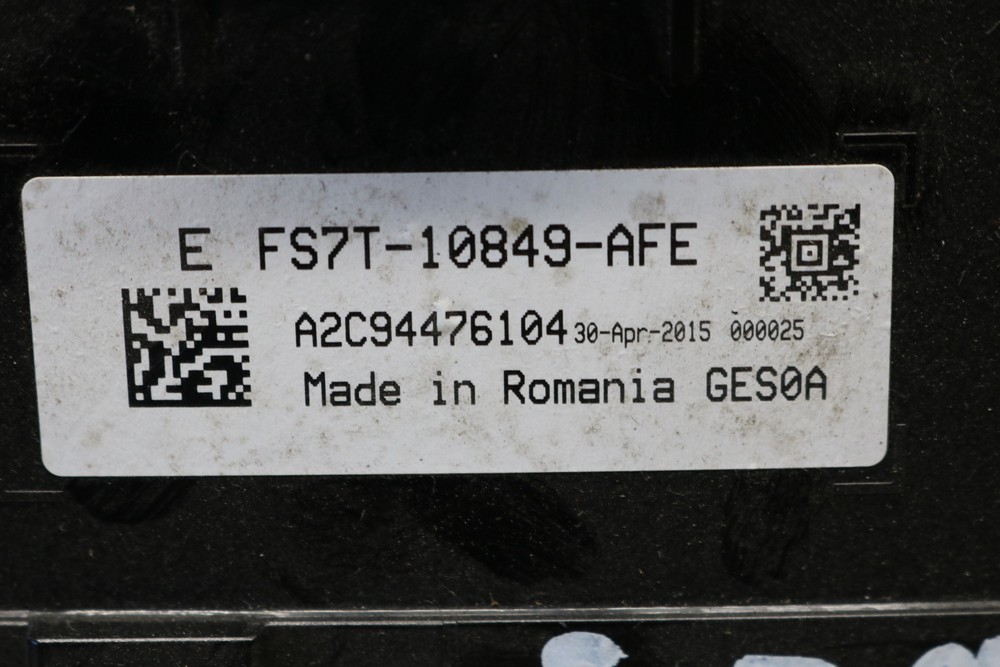 E FS7T-10849-AFE
A2C94476104 30-Apr-2015 000025
Made in Romania GES0A